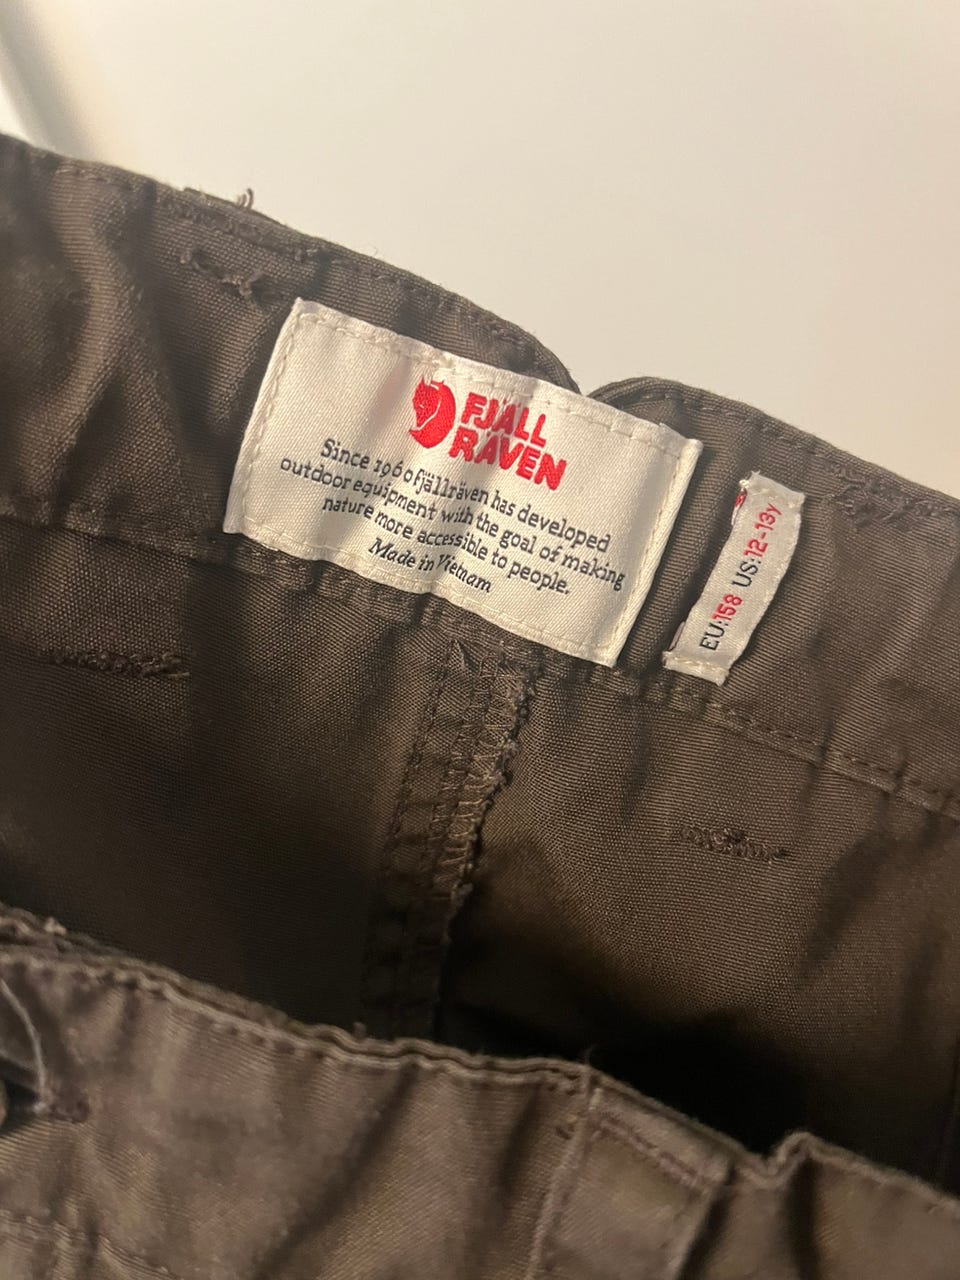 FJÄLL
RÄVEN
Since 1960 fjällräven has developed
outdoor equipment with the goal of making
nature more accessible to people.
Made in Vietnam
EU:158 US:12-13y